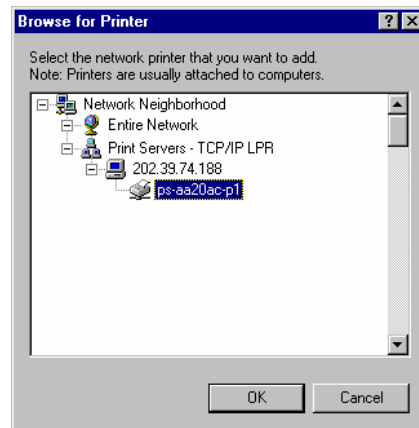 Browse for Printer
Select the network printer that you want to add.
Note: Printers are usually attached to computers.
Network Neighborhood
Entire Network
Print Servers - TCP/IP LPR
202.39.74.188
ps-aa20ac-p1
OK Cancel